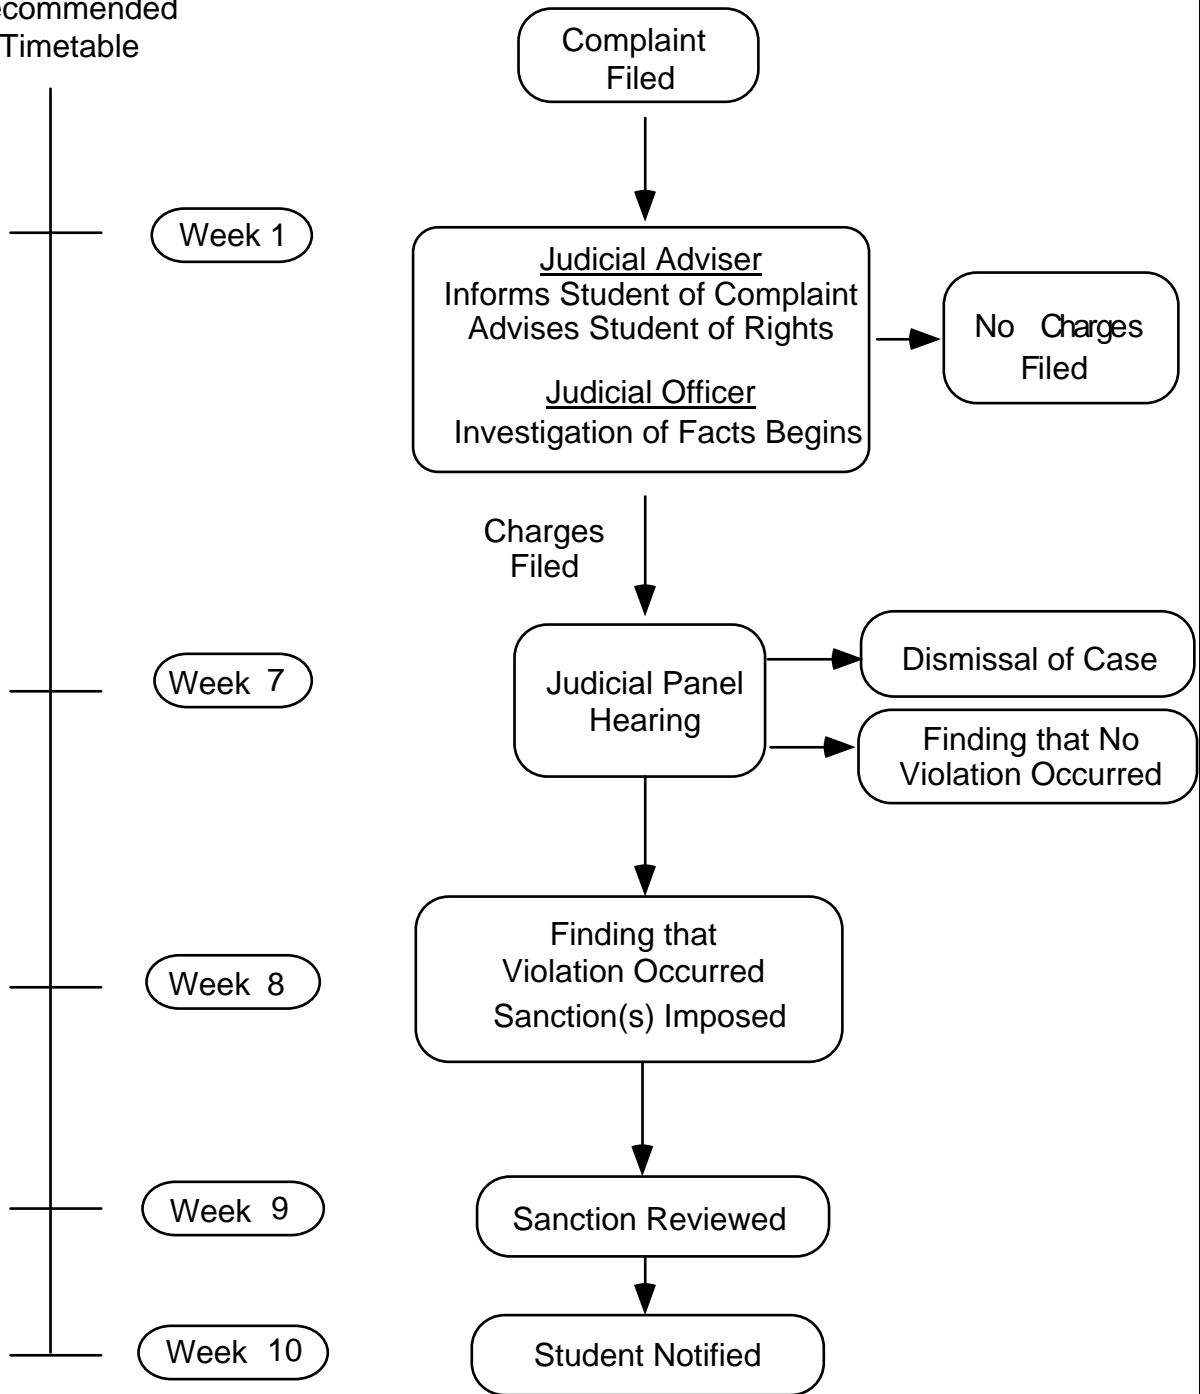 ecommended
Timetable
Complaint
Filed
Week 1
Judicial Adviser
Informs Student of Complaint
Advises Student of Rights
Judicial Officer
Investigation of Facts Begins
No Charges
Filed
Charges
Filed
Week 7
Judicial Panel
Hearing
Dismissal of Case
Finding that No
Violation Occurred
Week 8
Finding that
Violation Occurred
Sanction(s) Imposed
Week 9
Sanction Reviewed
Week 10
Student Notified